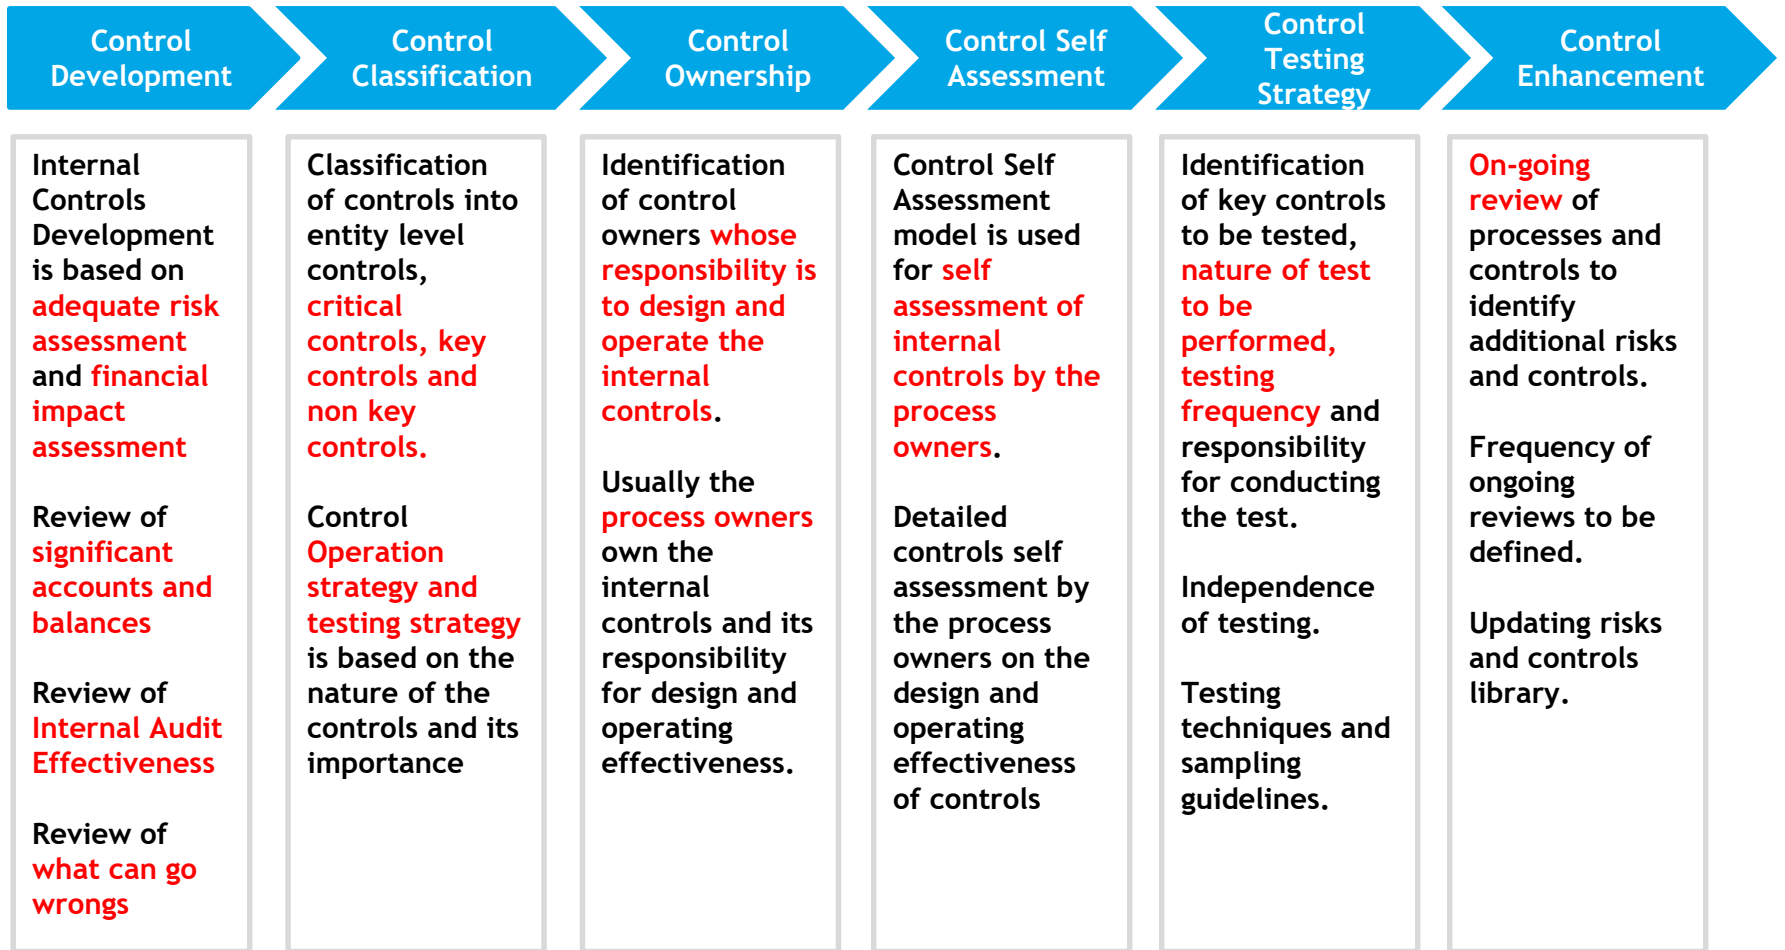 Control
Development
Control
Classification
Control
Ownership
Control Self
Assessment
Control
Testing
Strategy
Control
Enhancement
Internal
Controls
Development
is based on
adequate risk
assessment
and financial
impact
assessment
Review of
significant
accounts and
balances
Review of
Internal Audit
Effectiveness
Review of
what can go
wrongs
Classification
of controls into
entity level
controls,
critical
controls, key
controls and
non key
controls.
Control
Operation
strategy and
testing strategy
is based on the
nature of the
controls and its
importance
Identification
of control
owners whose
responsibility is
to design and
operate the
internal
controls.
Usually the
process owners
own the
internal
controls and its
responsibility
for design and
operating
effectiveness.
Control Self
Assessment
model is used
for self
assessment of
internal
controls by the
process
owners.
Detailed
controls self
assessment by
the process
owners on the
design and
operating
effectiveness
of controls
Identification
of key controls
to be tested,
nature of test
to be
performed,
testing
frequency and
responsibility
for conducting
the test.
Independence
of testing.
Testing
techniques and
sampling
guidelines.
On-going
review of
processes and
controls to
identify
additional risks
and controls.
Frequency of
ongoing
reviews to be
defined.
Updating risks
and controls
library.